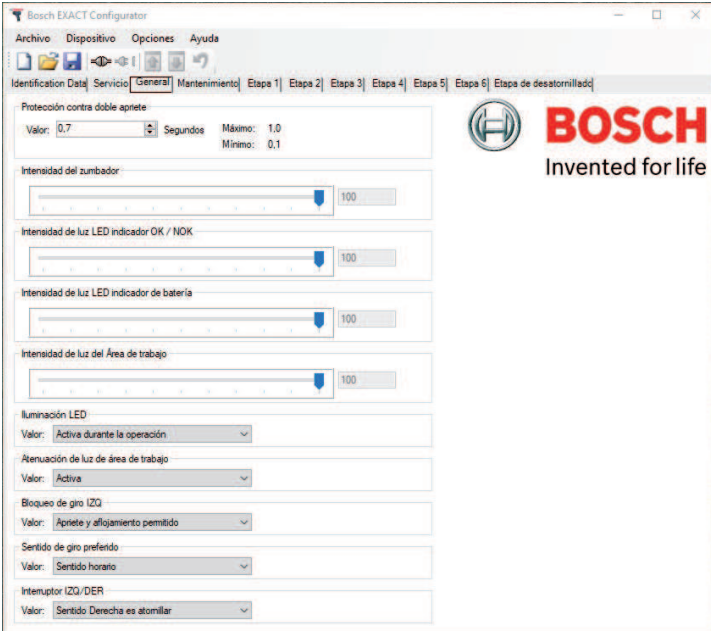 Bosch EXACT Configurator
Archivo Dispositivo Opciones Ayuda
Identification Data Servicio General Mantenimiento Etapa 1 Etapa 2 Etapa 3 Etapa 4 Etapa 5 Etapa 6 Etapa de desatornillado
Protección contra doble apriete
Valor: 0,7 Segundos Máximo: 1,0
Mínimo: 0,1
BOSCH
Invented for life
Intensidad del zumbador
100
Intensidad de luz LED indicador OK / NOK
100
Intensidad de luz LED indicador de batería
100
Intensidad de luz del Área de trabajo
100
Iluminación LED
Valor: Activa durante la operación
Atenuación de luz de área de trabajo
Valor: Activa
Bloqueo de giro IZQ
Valor: Apriete y aflojamiento permitido
Sentido de giro preferido
Valor: Sentido horario
Interruptor IZQ/DER
Valor: Sentido Derecha es atornillar